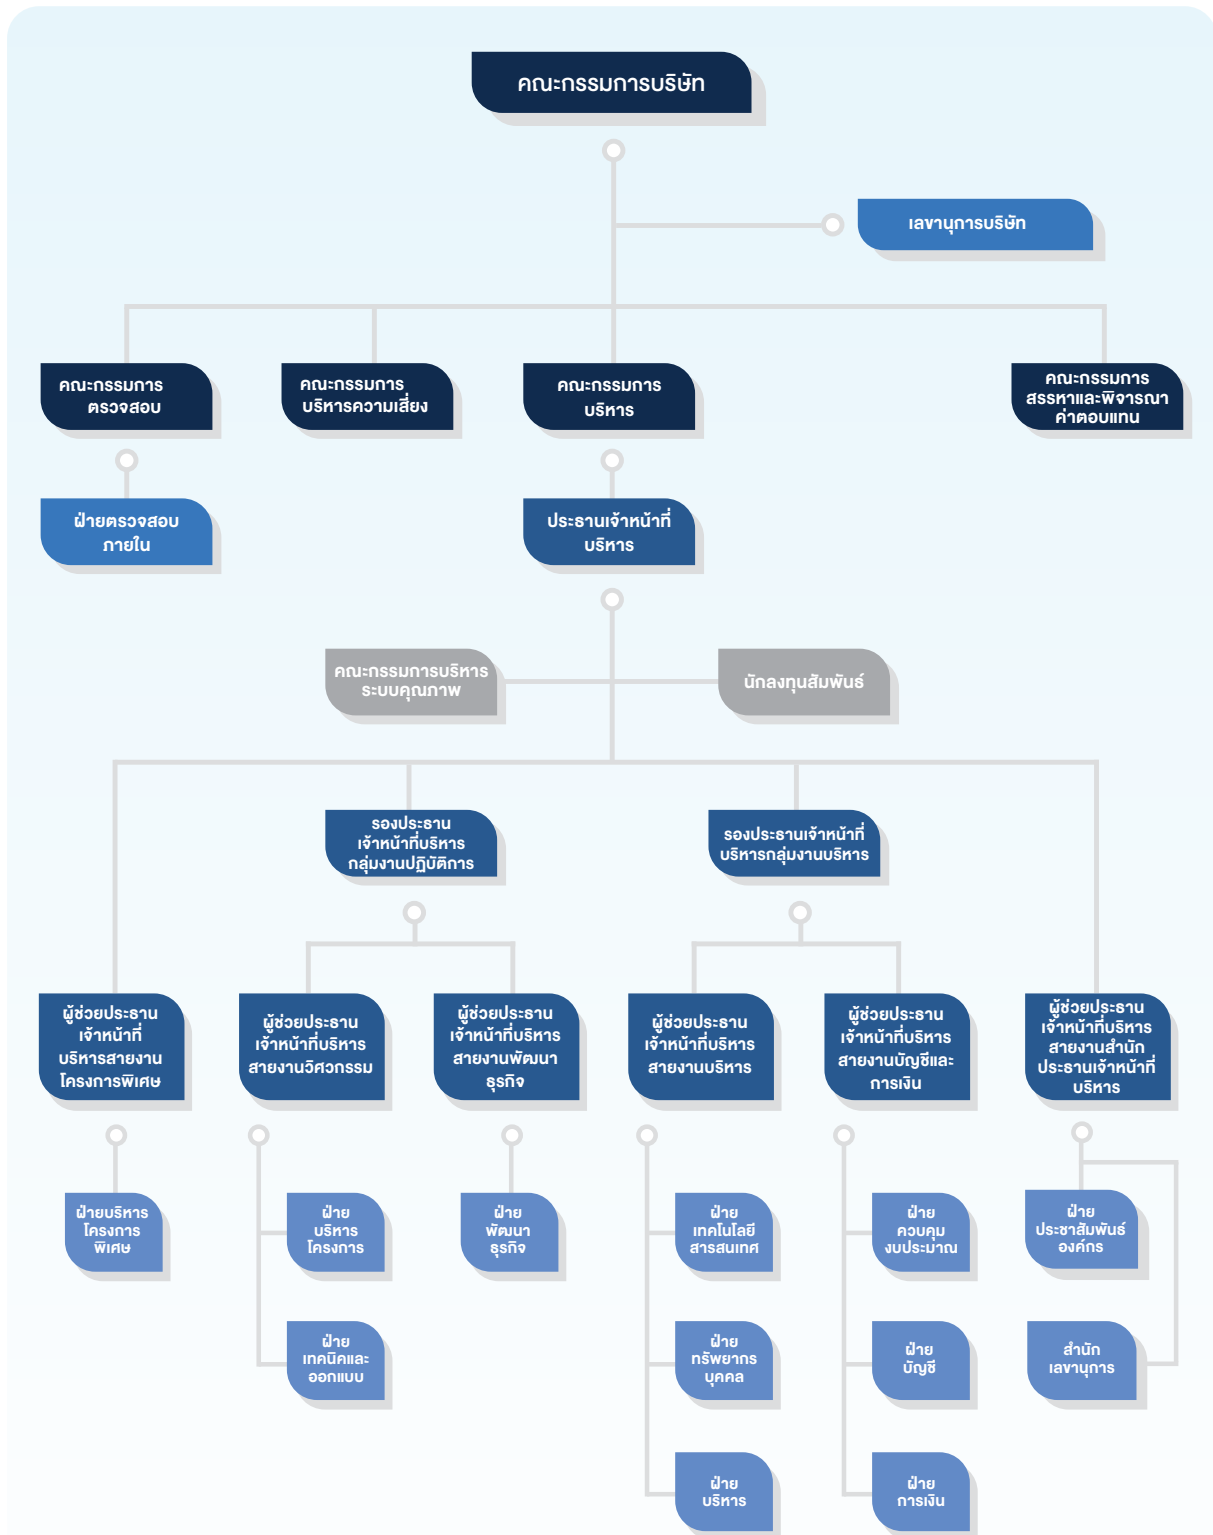 คณะกรรมการบริษัท
เลขานุการบริษัท
คณะกรรมการ
ตรวจสอบ
คณะกรรมการ
บริหารความเสี่ยง
คณะกรรมการ
บริหาร
คณะกรรมการ
สรรหาและพิจารณา
ค่าตอบแทน
ฝ่ายตรวจสอบ
ภายใน
ประธานเจ้าหน้าที่
บริหาร
คณะกรรมการบริหาร
ระบบคุณภาพ
นักลงทุนสัมพันธ์
รองประธาน
เจ้าหน้าที่บริหาร
กลุ่มงานปฏิบัติการ
รองประธานเจ้าหน้าที่
บริหารกลุ่มงานบริหาร
ผู้ช่วยประธาน
เจ้าหน้าที่
บริหารสายงาน
โครงการพิเศษ
ผู้ช่วยประธาน
เจ้าหน้าที่บริหาร
สายงานวิศวกรรม
ผู้ช่วยประธาน
เจ้าหน้าที่บริหาร
สายงานพัฒนา
ธุรกิจ
ผู้ช่วยประธาน
เจ้าหน้าที่บริหาร
สายงานบริหาร
ผู้ช่วยประธาน
เจ้าหน้าที่บริหาร
สายงานบัญชีและ
การเงิน
ผู้ช่วยประธาน
เจ้าหน้าที่บริหาร
สายงานสำนัก
ประธานเจ้าหน้าที่
บริหาร
ฝ่ายบริหาร
โครงการ
พิเศษ
ฝ่าย
บริหาร
โครงการ
ฝ่าย
พัฒนา
ธุรกิจ
ฝ่าย
เทคโนโลยี
สารสนเทศ
ฝ่าย
ควบคุม
งบประมาณ
ฝ่าย
ประชาสัมพันธ์
องค์กร
ฝ่าย
เทคนิคและ
ออกแบบ
ฝ่าย
ทรัพยากร
บุคคล
ฝ่าย
บัญชี
สำนัก
เลขานุการ
ฝ่าย
บริหาร
ฝ่าย
การเงิน